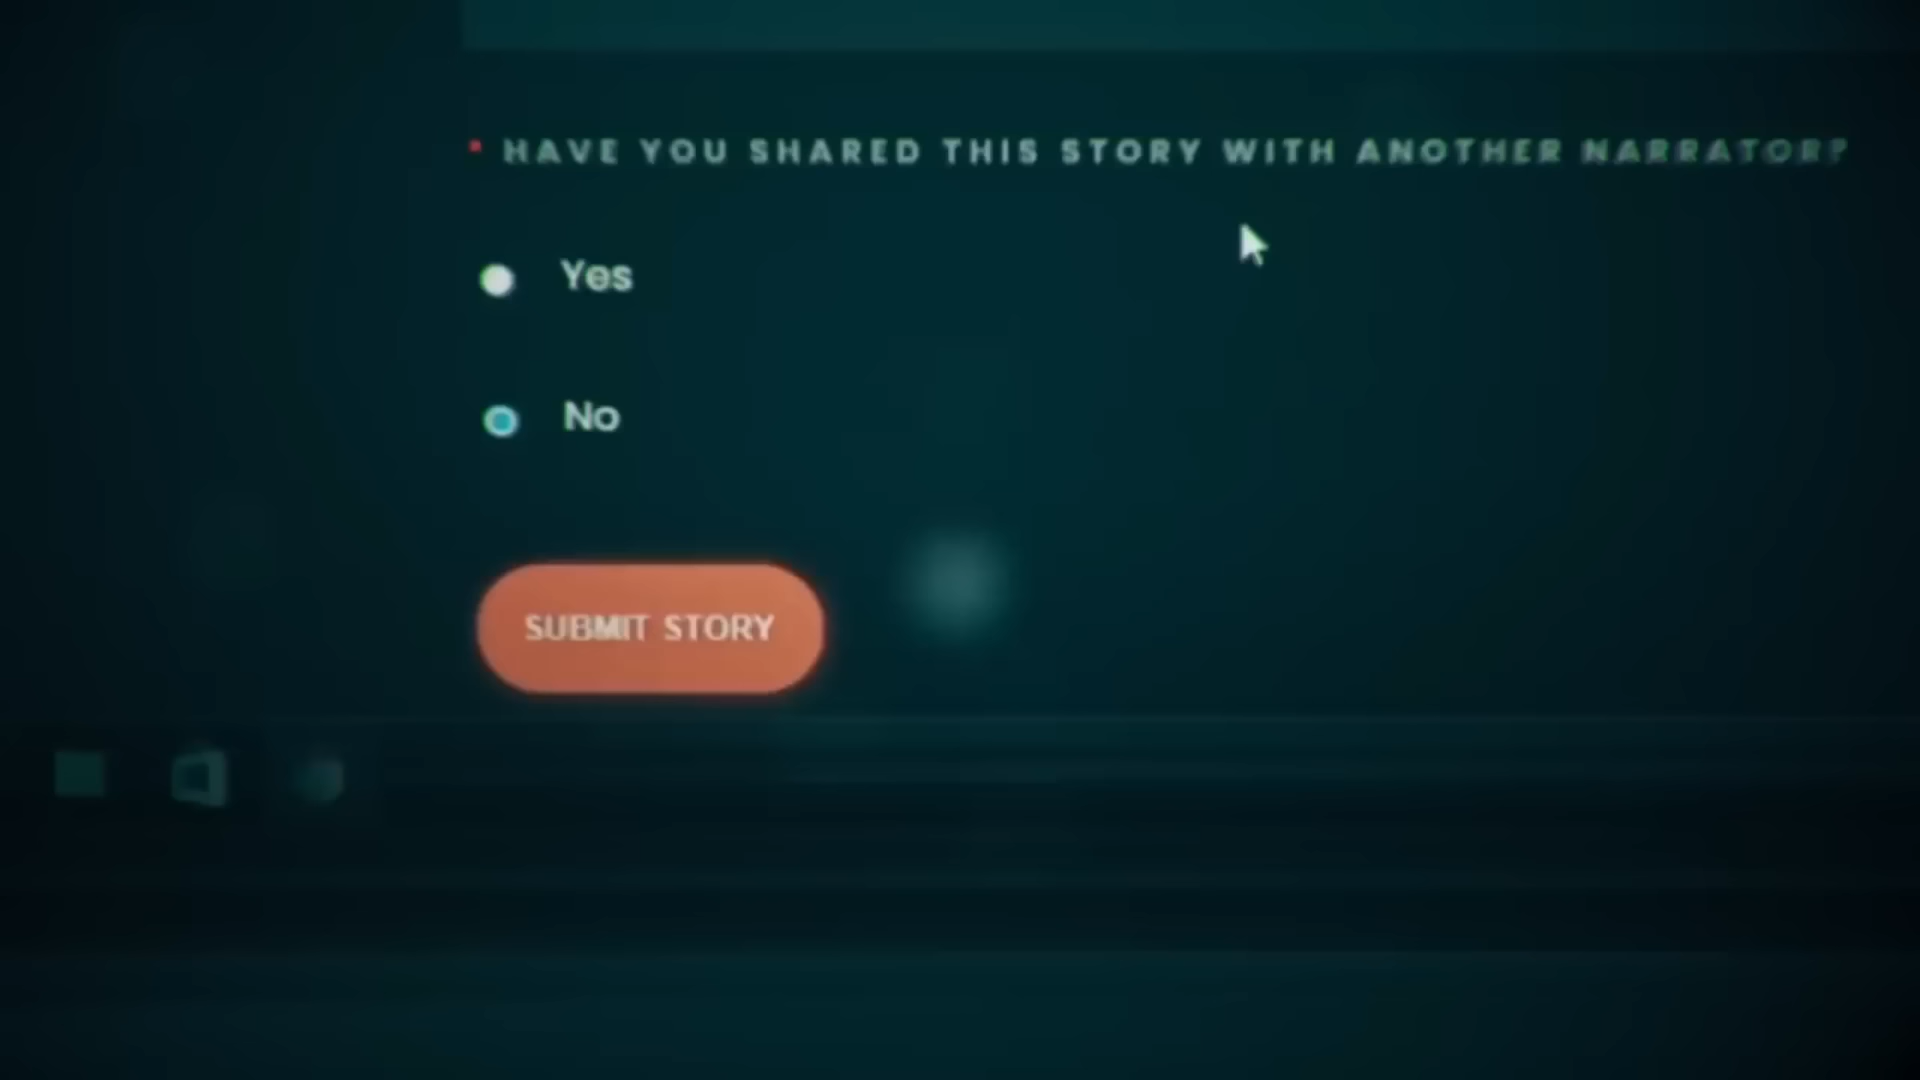 HAVE YOU SHARED THIS STORY WITH ANOTHER NARRATOR?
Yes
No
SUBMIT STORY